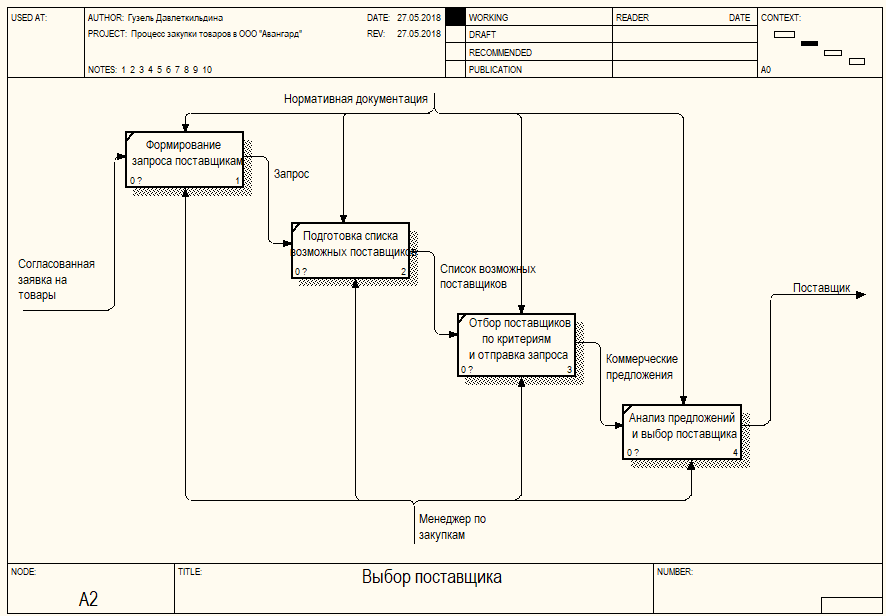 USED AT:
AUTHOR: Гузель Давлеткильдина
DATE: 27.05.2018
PROJECT: Процесс закупки товаров в ООО "Авангард"
REV: 27.05.2018
NOTES: 1 2 3 4 5 6 7 8 9 10
WORKING
DRAFT
RECOMMENDED
PUBLICATION
READER DATE
CONTEXT:
A0
Нормативная документация
Формирование
запроса поставщикам
0 ? 1
Запрос
Подготовка списка
возможных поставщиков
0 ? 2
Согласованная
заявка на
товары
Список возможных
поставщиков
Поставщик
Отбор поставщиков
по критериям
и отправка запроса
0 ? 3
Коммерческие
предложения
Анализ предложений
и выбор поставщика
0 ? 4
Менеджер по
закупкам
NODE:
A2
TITLE:
Выбор поставщика
NUMBER: